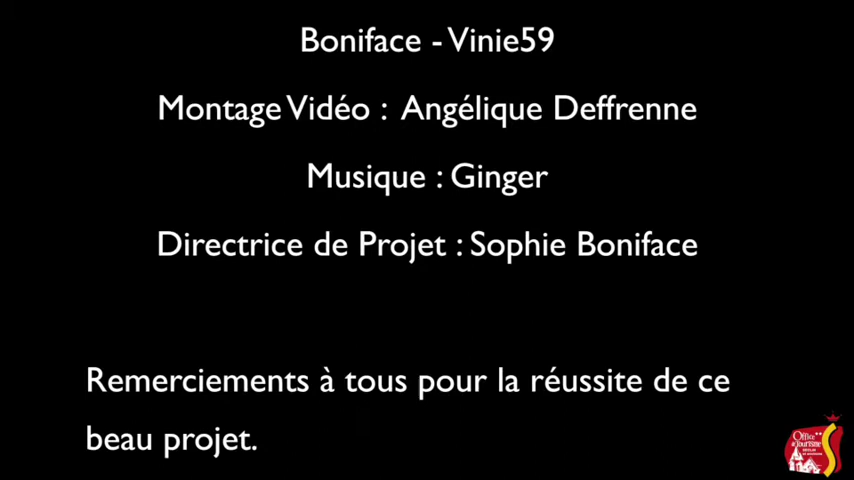 Boniface - Vinie59
Montage Vidéo : Angélique Deffrenne
Musique : Ginger
Directrice de Projet : Sophie Boniface
Remerciements à tous pour la réussite de ce
beau projet.
Office**
de Tourisme